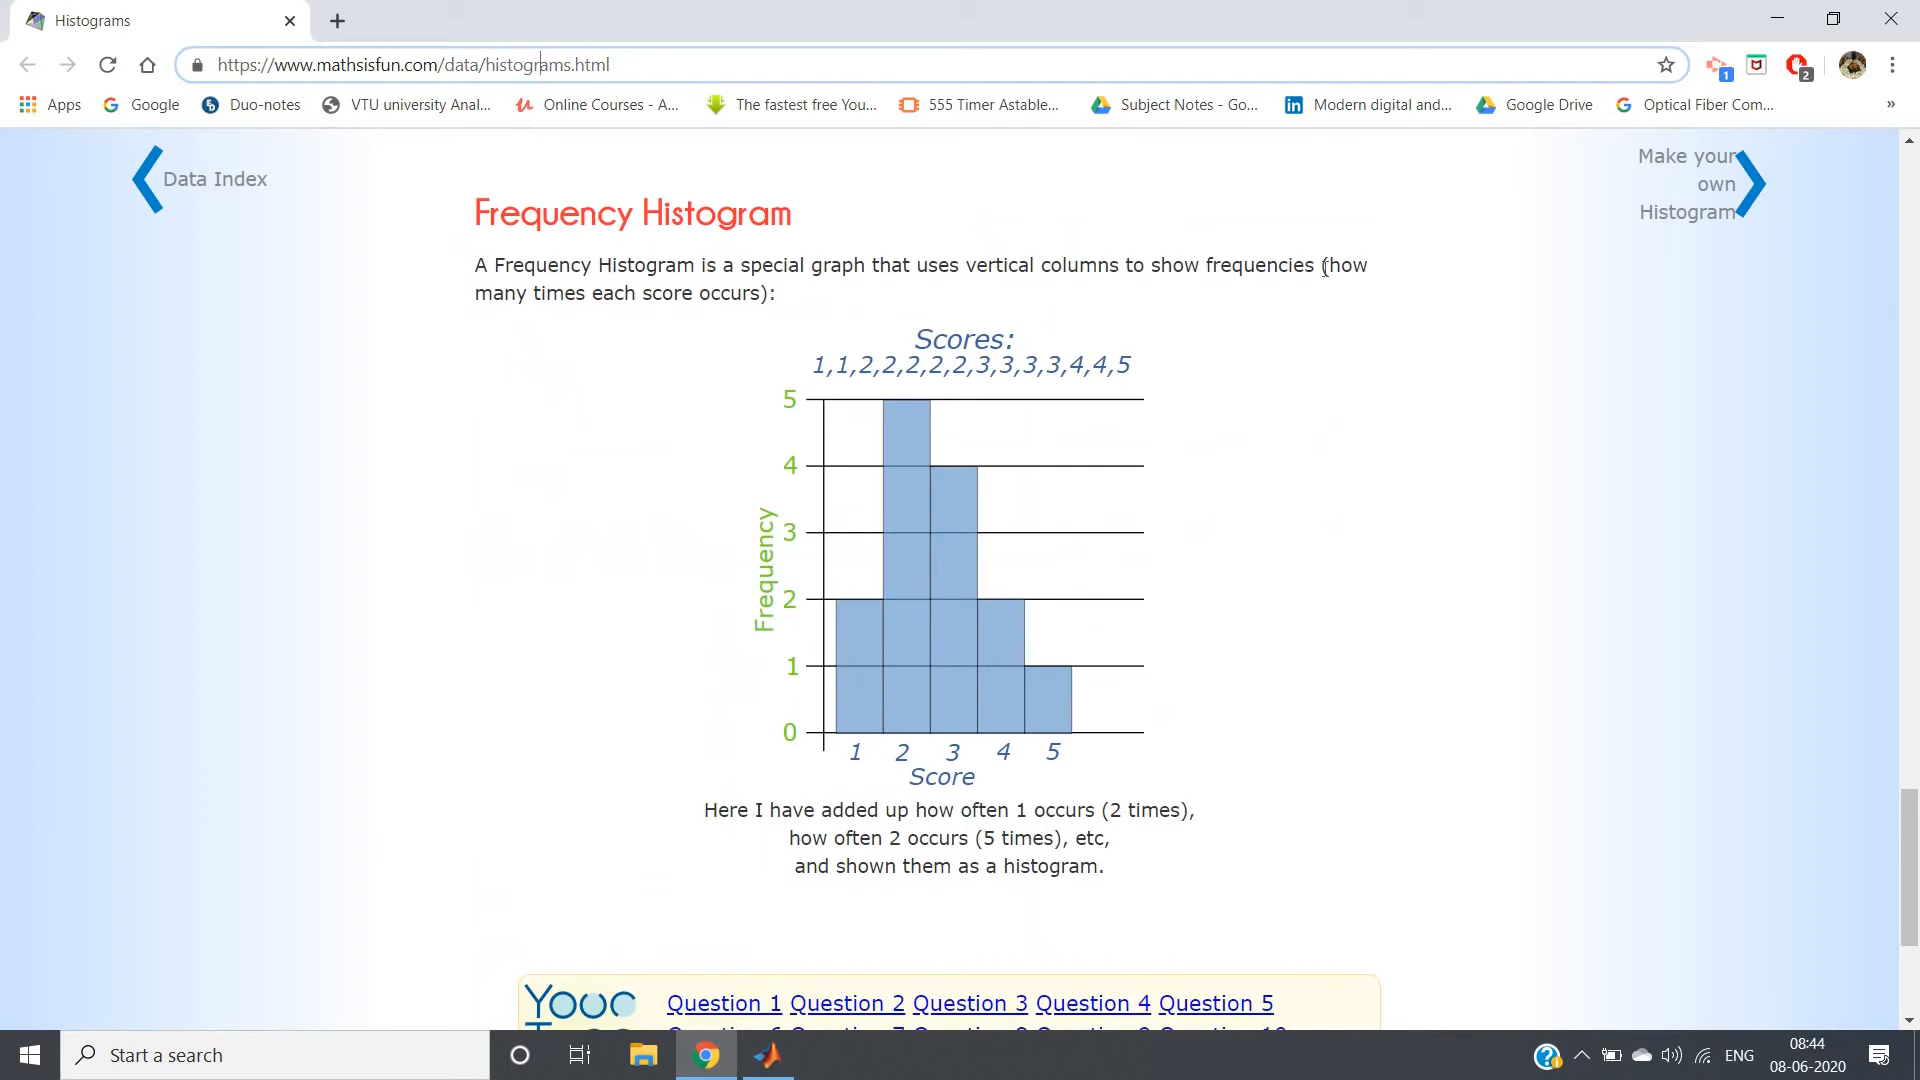 Histograms
https://www.mathsisfun.com/data/histograms.html
1
2
Apps
Google
Duo-notes
VTU university Anal...
Online Courses - A...
The fastest free You...
555 Timer Astable...
Subject Notes - Go...
Modern digital and...
Google Drive
Optical Fiber Com...
»
Data Index
Make your
own
Histogram
Frequency Histogram
A Frequency Histogram is a special graph that uses vertical columns to show frequencies (how
many times each score occurs):
Scores:
1,1,2,2,2,2,2,3,3,3,3,4,4,5
5
4
3
2
1
0
Frequency
1 2 3 4 5
Score
Here I have added up how often 1 occurs (2 times),
how often 2 occurs (5 times), etc,
and shown them as a histogram.
Question 1 Question 2 Question 3 Question 4 Question 5
Start a search
ENG
08:44
08-06-2020